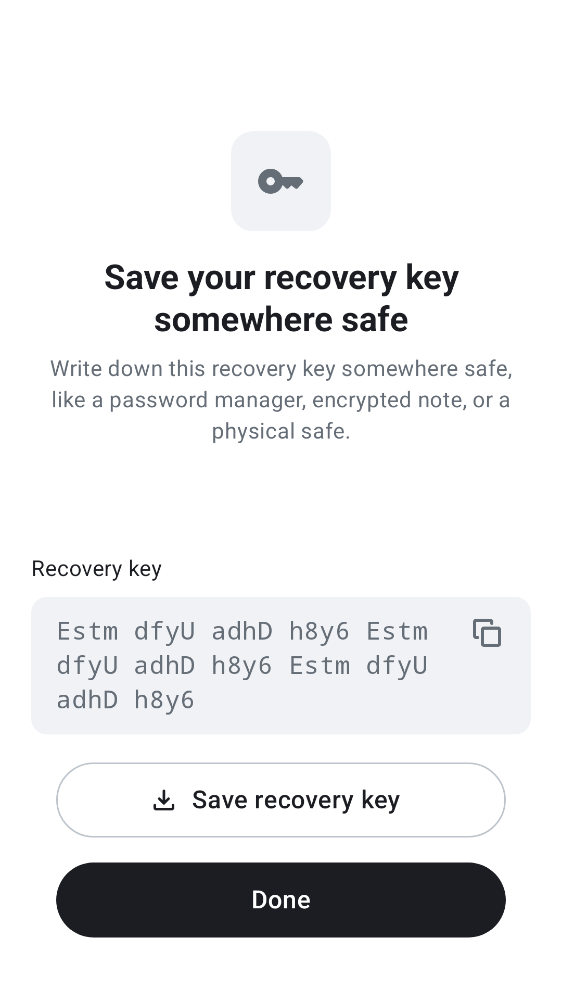 Save your recovery key
somewhere safe
Write down this recovery key somewhere safe,
like a password manager, encrypted note, or a
physical safe.
Recovery key
Estm dfyU adhD h8y6 Estm
dfyU adhD h8y6 Estm dfyU
adhD h8y6
Save recovery key
Done